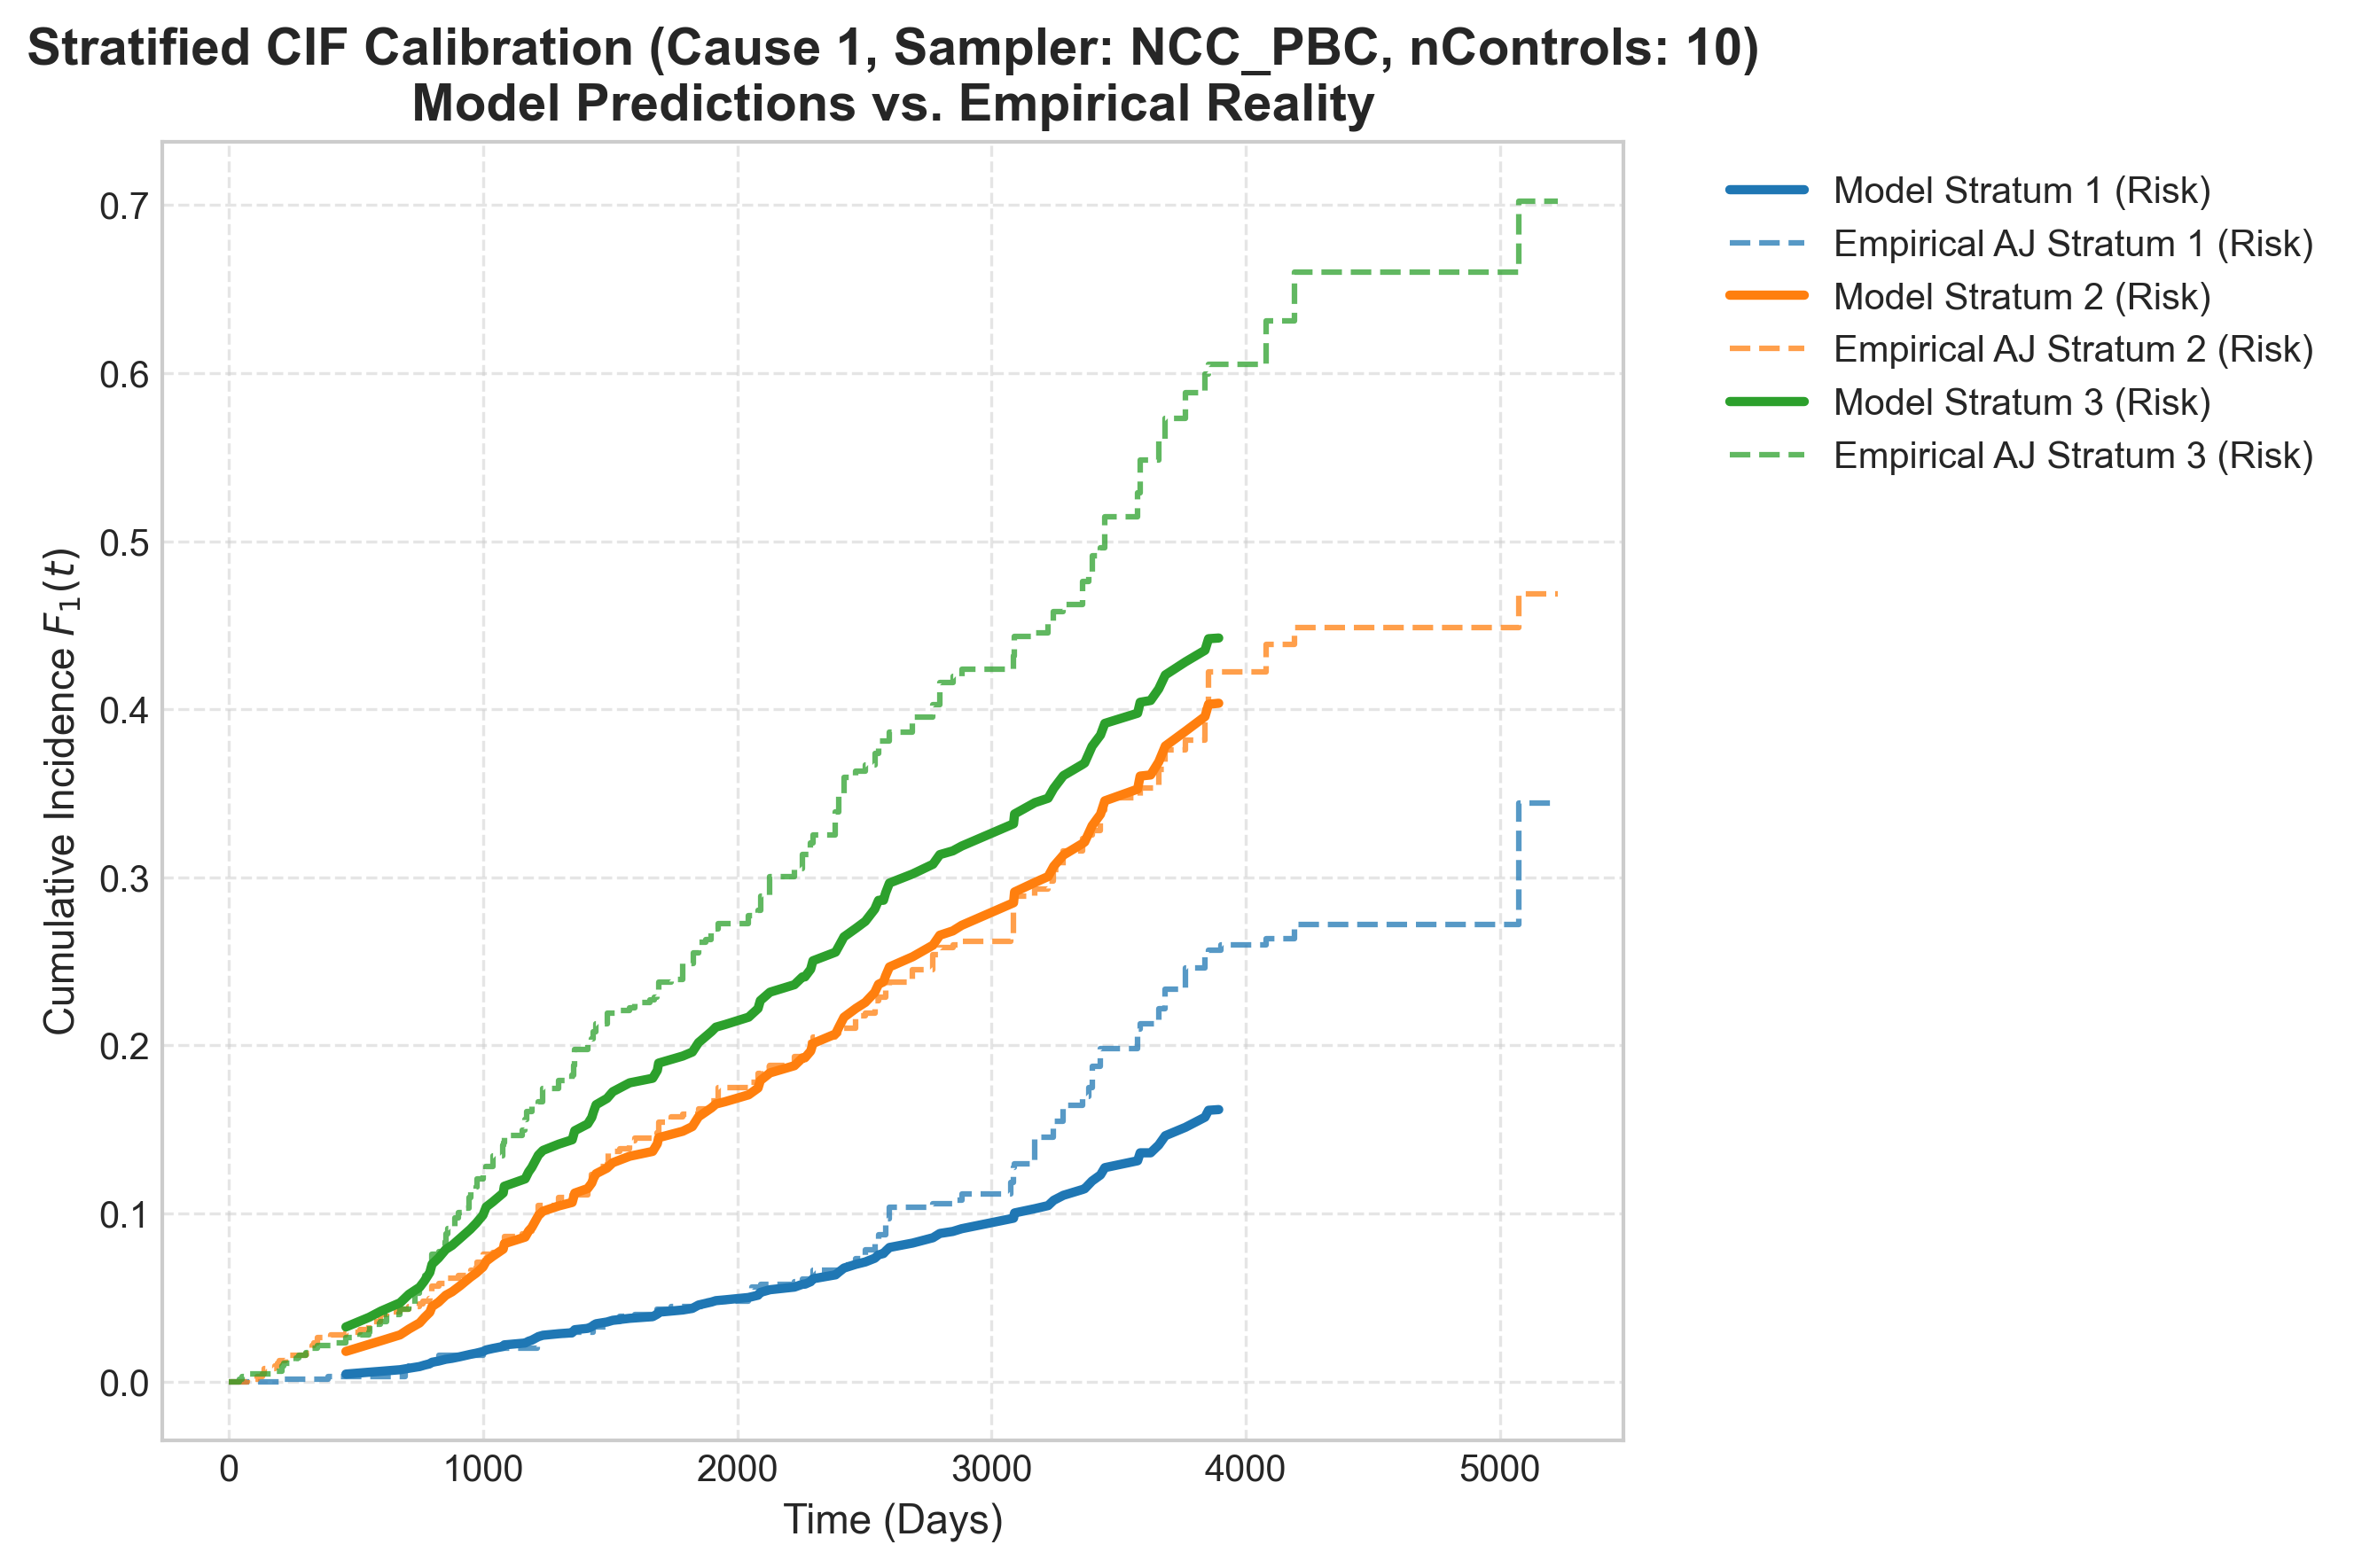 Stratified CIF Calibration (Cause 1, Sampler: NCC_PBC, nControls: 10)
Model Predictions vs. Empirical Reality
Cumulative Incidence F₁(t)
0.7
0.6
0.5
0.4
0.3
0.2
0.1
0.0
0
1000
2000
3000
4000
5000
Time (Days)
Model Stratum 1 (Risk)
Empirical AJ Stratum 1 (Risk)
Model Stratum 2 (Risk)
Empirical AJ Stratum 2 (Risk)
Model Stratum 3 (Risk)
Empirical AJ Stratum 3 (Risk)